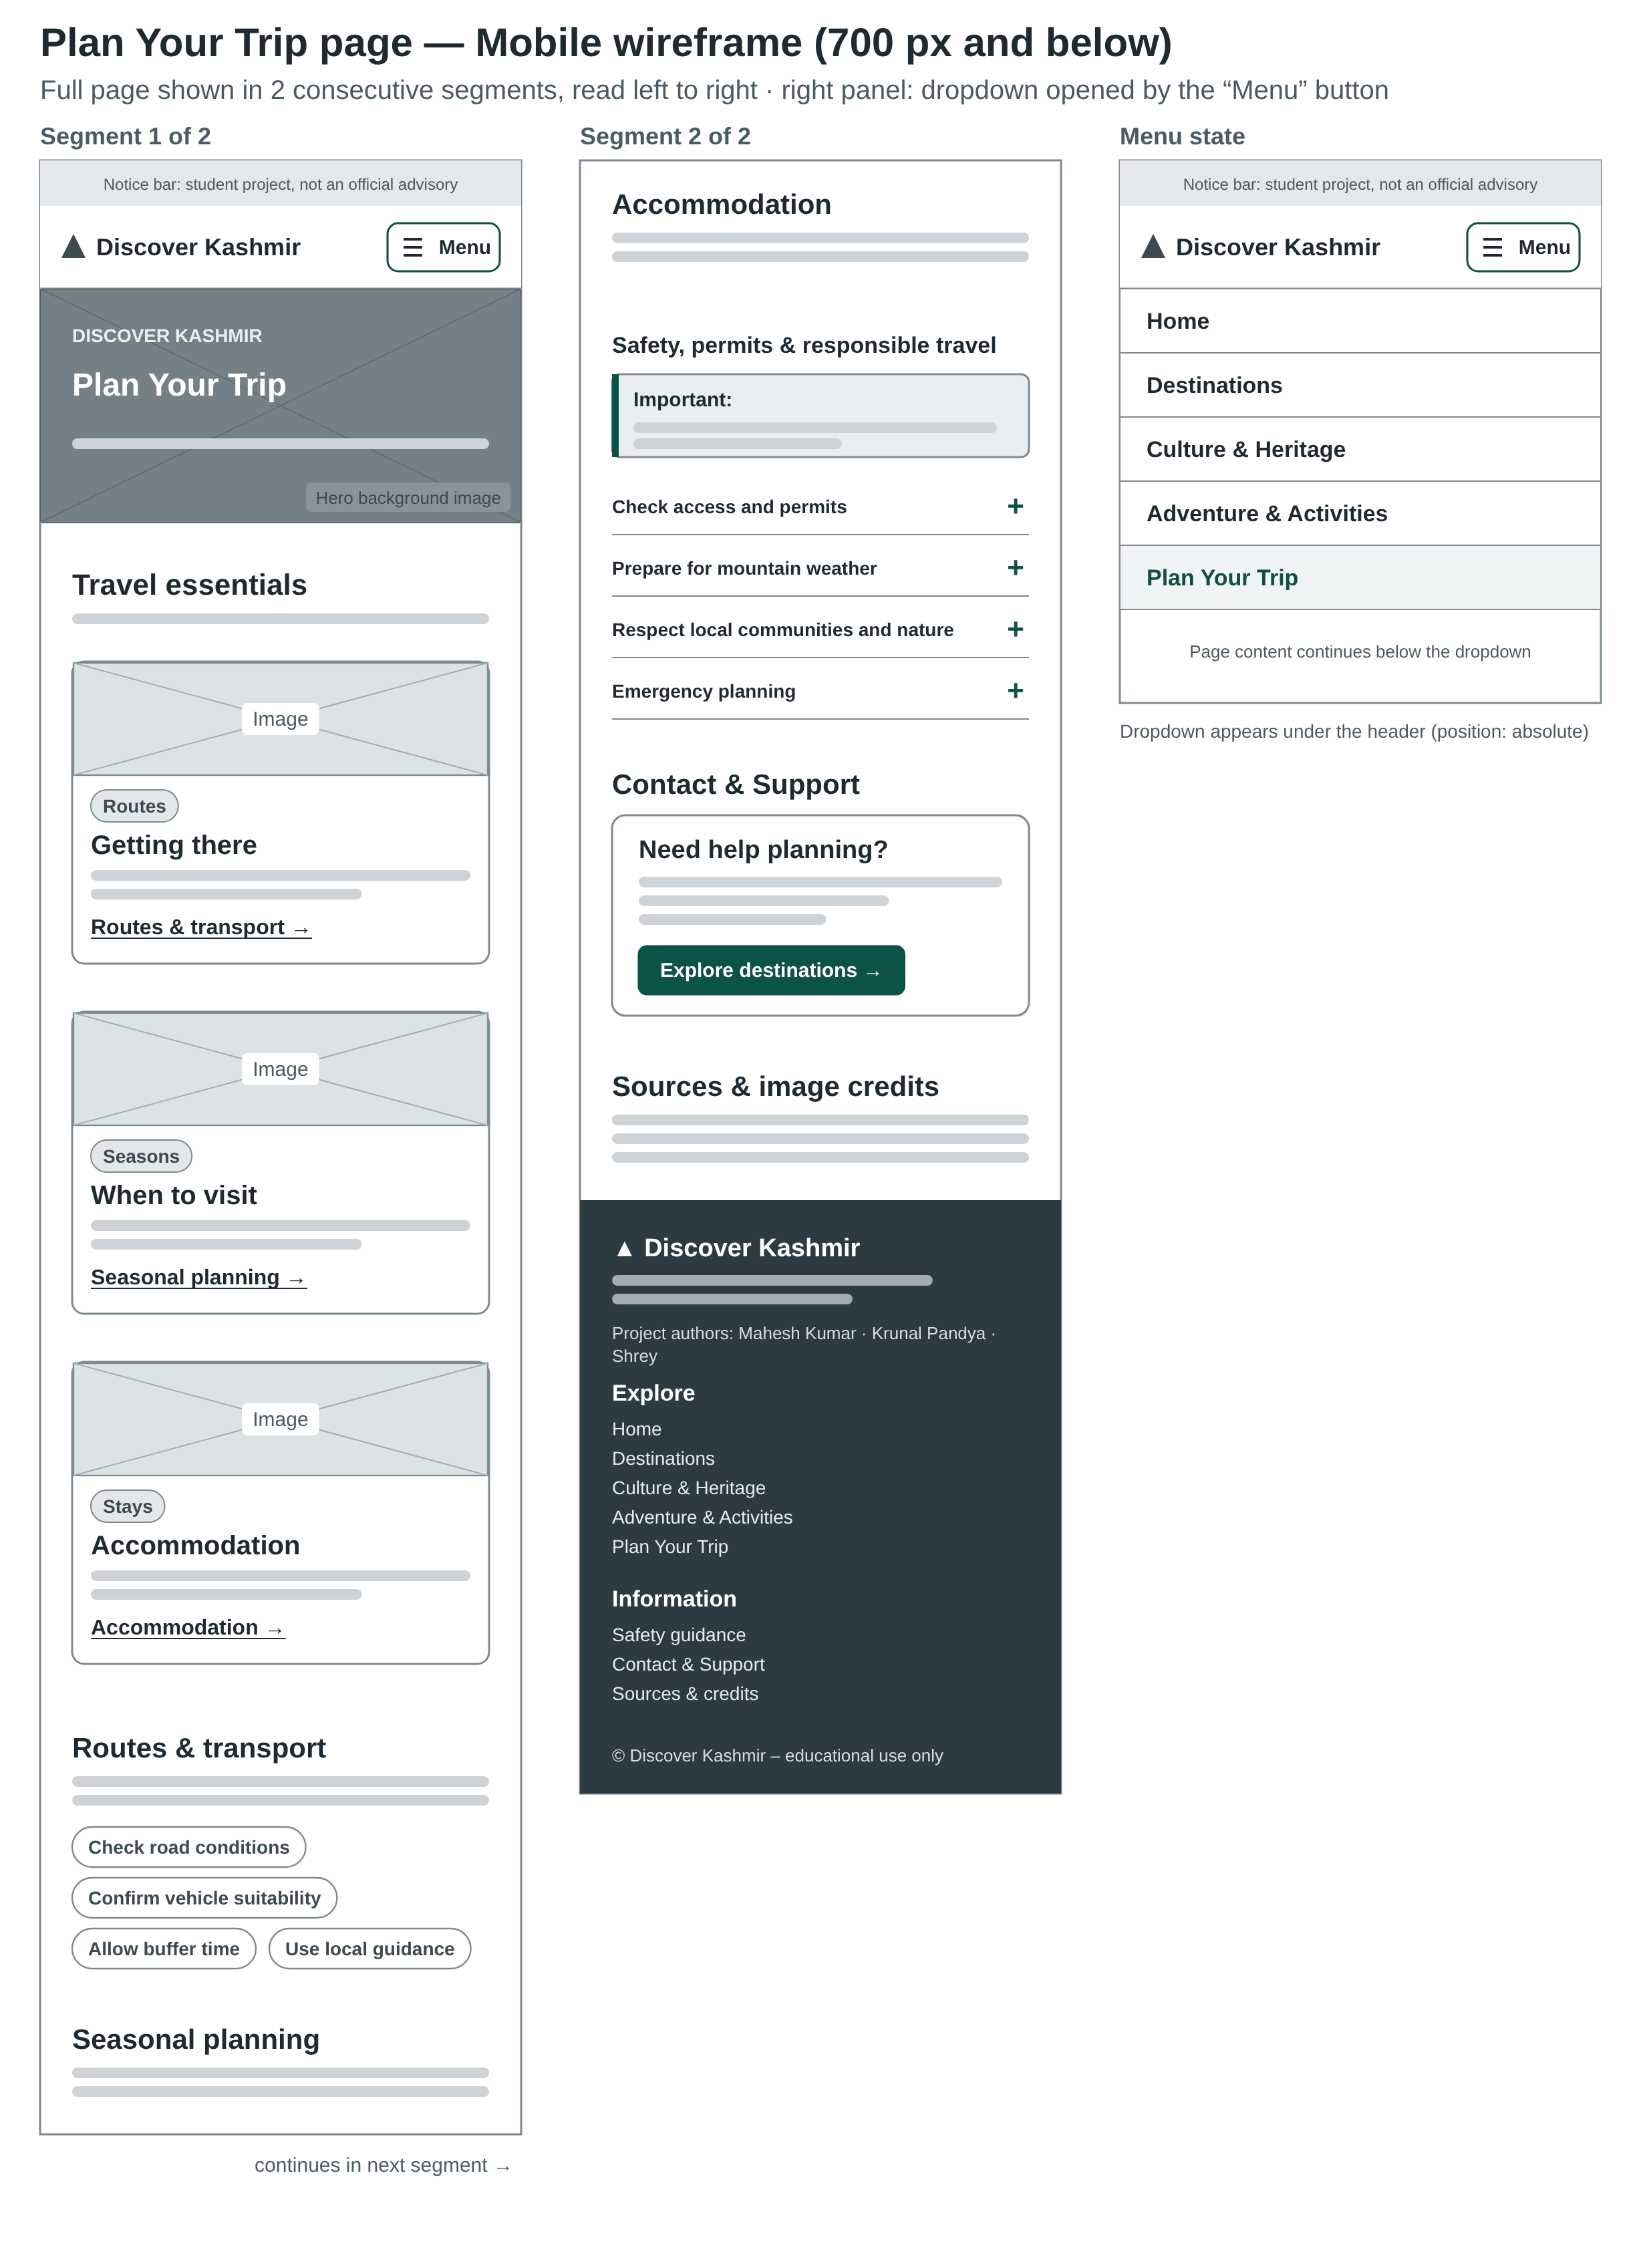 Plan Your Trip page — Mobile wireframe (700 px and below)
Full page shown in 2 consecutive segments, read left to right · right panel: dropdown opened by the “Menu” button
Segment 1 of 2
Notice bar: student project, not an official advisory
▲ Discover Kashmir
☰ Menu
DISCOVER KASHMIR
Plan Your Trip
Hero background image
Travel essentials
Image
Routes
Getting there
Routes & transport →
Image
Seasons
When to visit
Seasonal planning →
Image
Stays
Accommodation
Accommodation →
Routes & transport
Check road conditions
Confirm vehicle suitability
Allow buffer time
Use local guidance
Seasonal planning
continues in next segment →
Segment 2 of 2
Accommodation
Safety, permits & responsible travel
Important:
Check access and permits +
Prepare for mountain weather +
Respect local communities and nature +
Emergency planning +
Contact & Support
Need help planning?
Explore destinations →
Sources & image credits
▲ Discover Kashmir
Project authors: Mahesh Kumar · Krunal Pandya ·
Shrey
Explore
Home
Destinations
Culture & Heritage
Adventure & Activities
Plan Your Trip
Information
Safety guidance
Contact & Support
Sources & credits
© Discover Kashmir – educational use only
Menu state
Notice bar: student project, not an official advisory
▲ Discover Kashmir
☰ Menu
Home
Destinations
Culture & Heritage
Adventure & Activities
Plan Your Trip
Page content continues below the dropdown
Dropdown appears under the header (position: absolute)